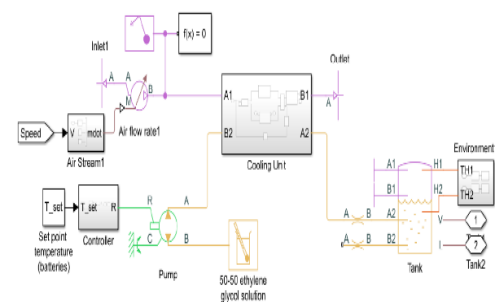 f(x) = 0
Inlet1
Outlet
A
A
B
M
A1
B1
A
B2
A2
Speed
V
mdot
Air flow rate1
Air Stream1
Cooling Unit
Environment
A1
H1
TH1
B1
H2
TH2
T_set
T_set
R
R
A
A
B
A2
V
1
C
B
A
B
B2
I
2
Set point
temperature
(batteries)
Controller
Pump
50-50 ethylene
glycol solution
Tank
Tank2